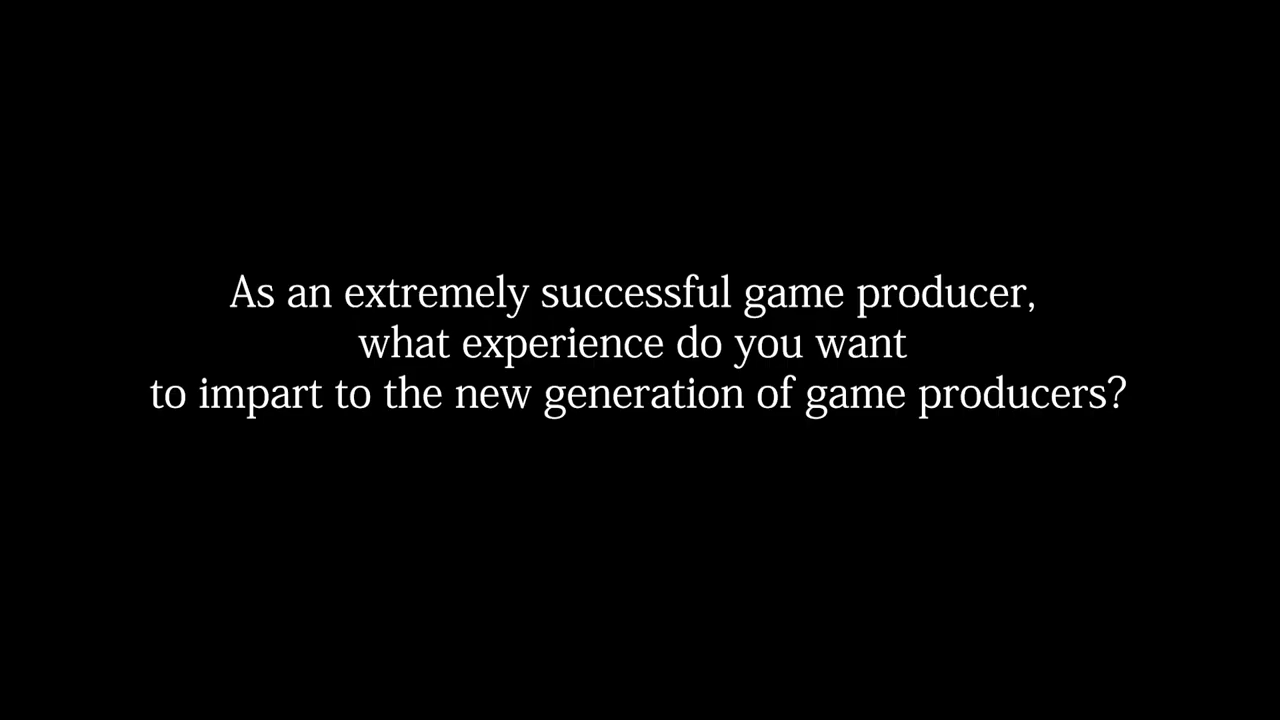 As an extremely successful game producer,
what experience do you want
to impart to the new generation of game producers?